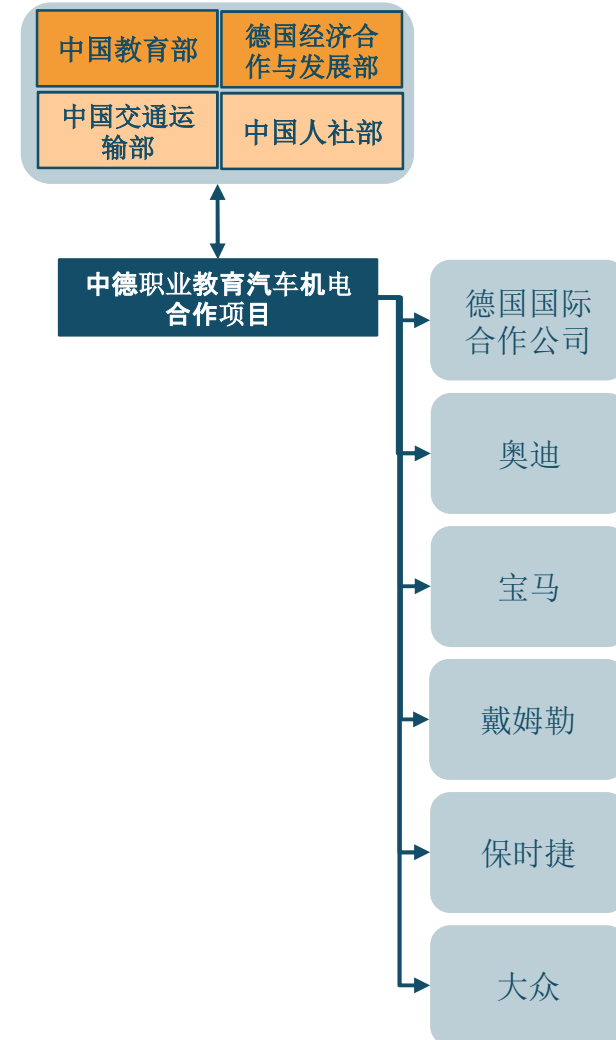 中国教育部
德国经济合
作与发展部
中国交通运
输部
中国人社部
中德职业教育汽车机电
合作项目
德国国际
合作公司
奥迪
宝马
戴姆勒
保时捷
大众